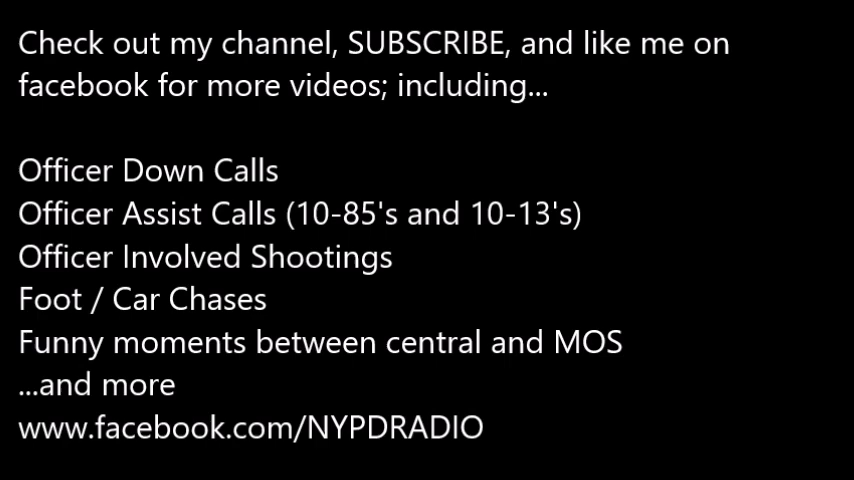 Check out my channel, SUBSCRIBE, and like me on
facebook for more videos; including...
Officer Down Calls
Officer Assist Calls (10-85's and 10-13's)
Officer Involved Shootings
Foot / Car Chases
Funny moments between central and MOS
...and more
www.facebook.com/NYPDRADIO